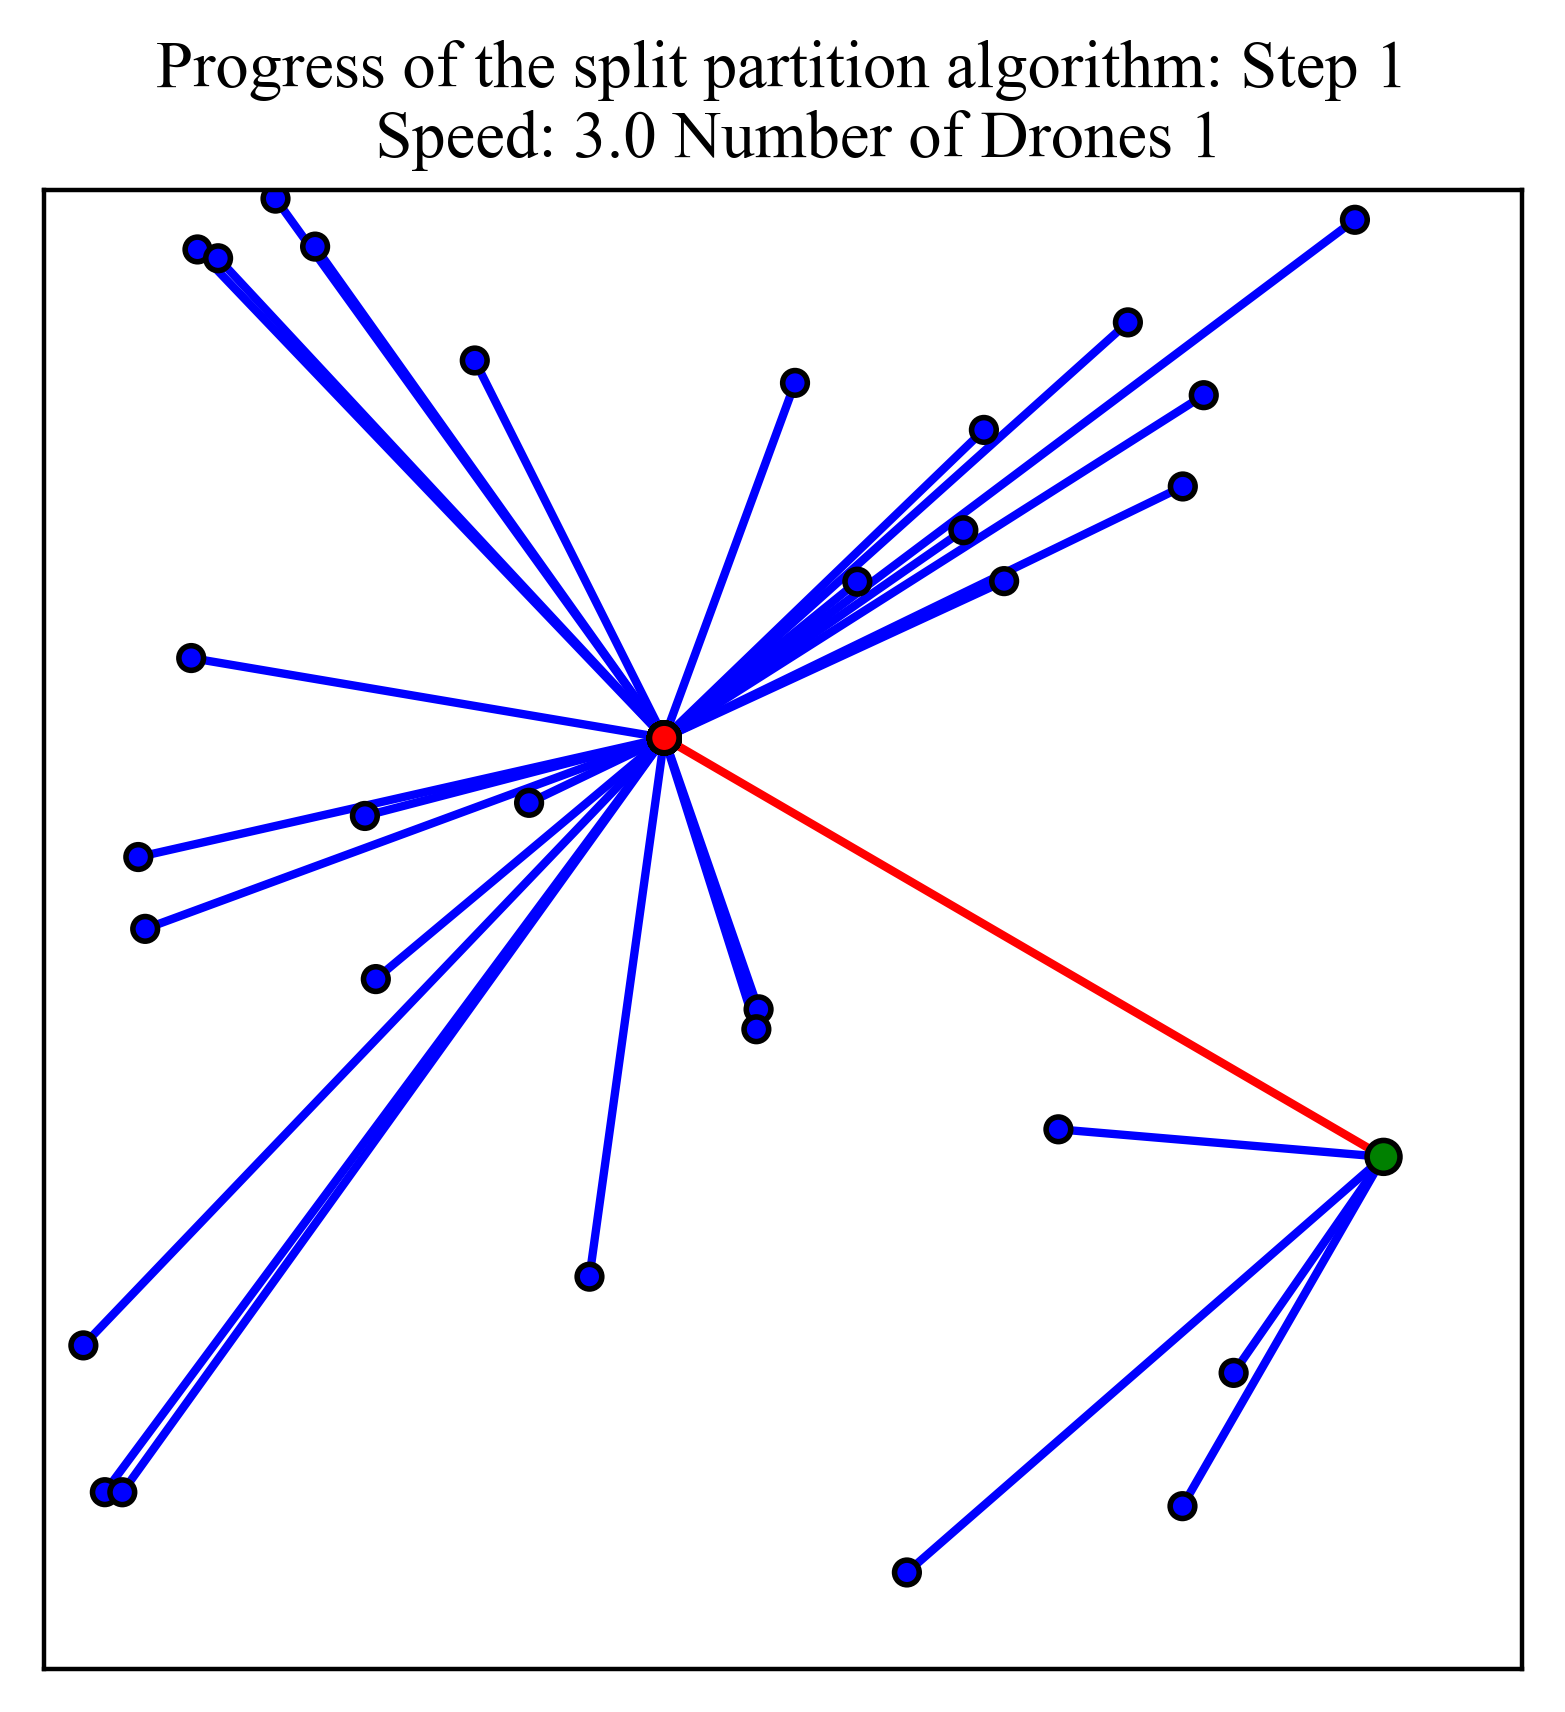 Progress of the split partition algorithm: Step 1
Speed: 3.0 Number of Drones 1